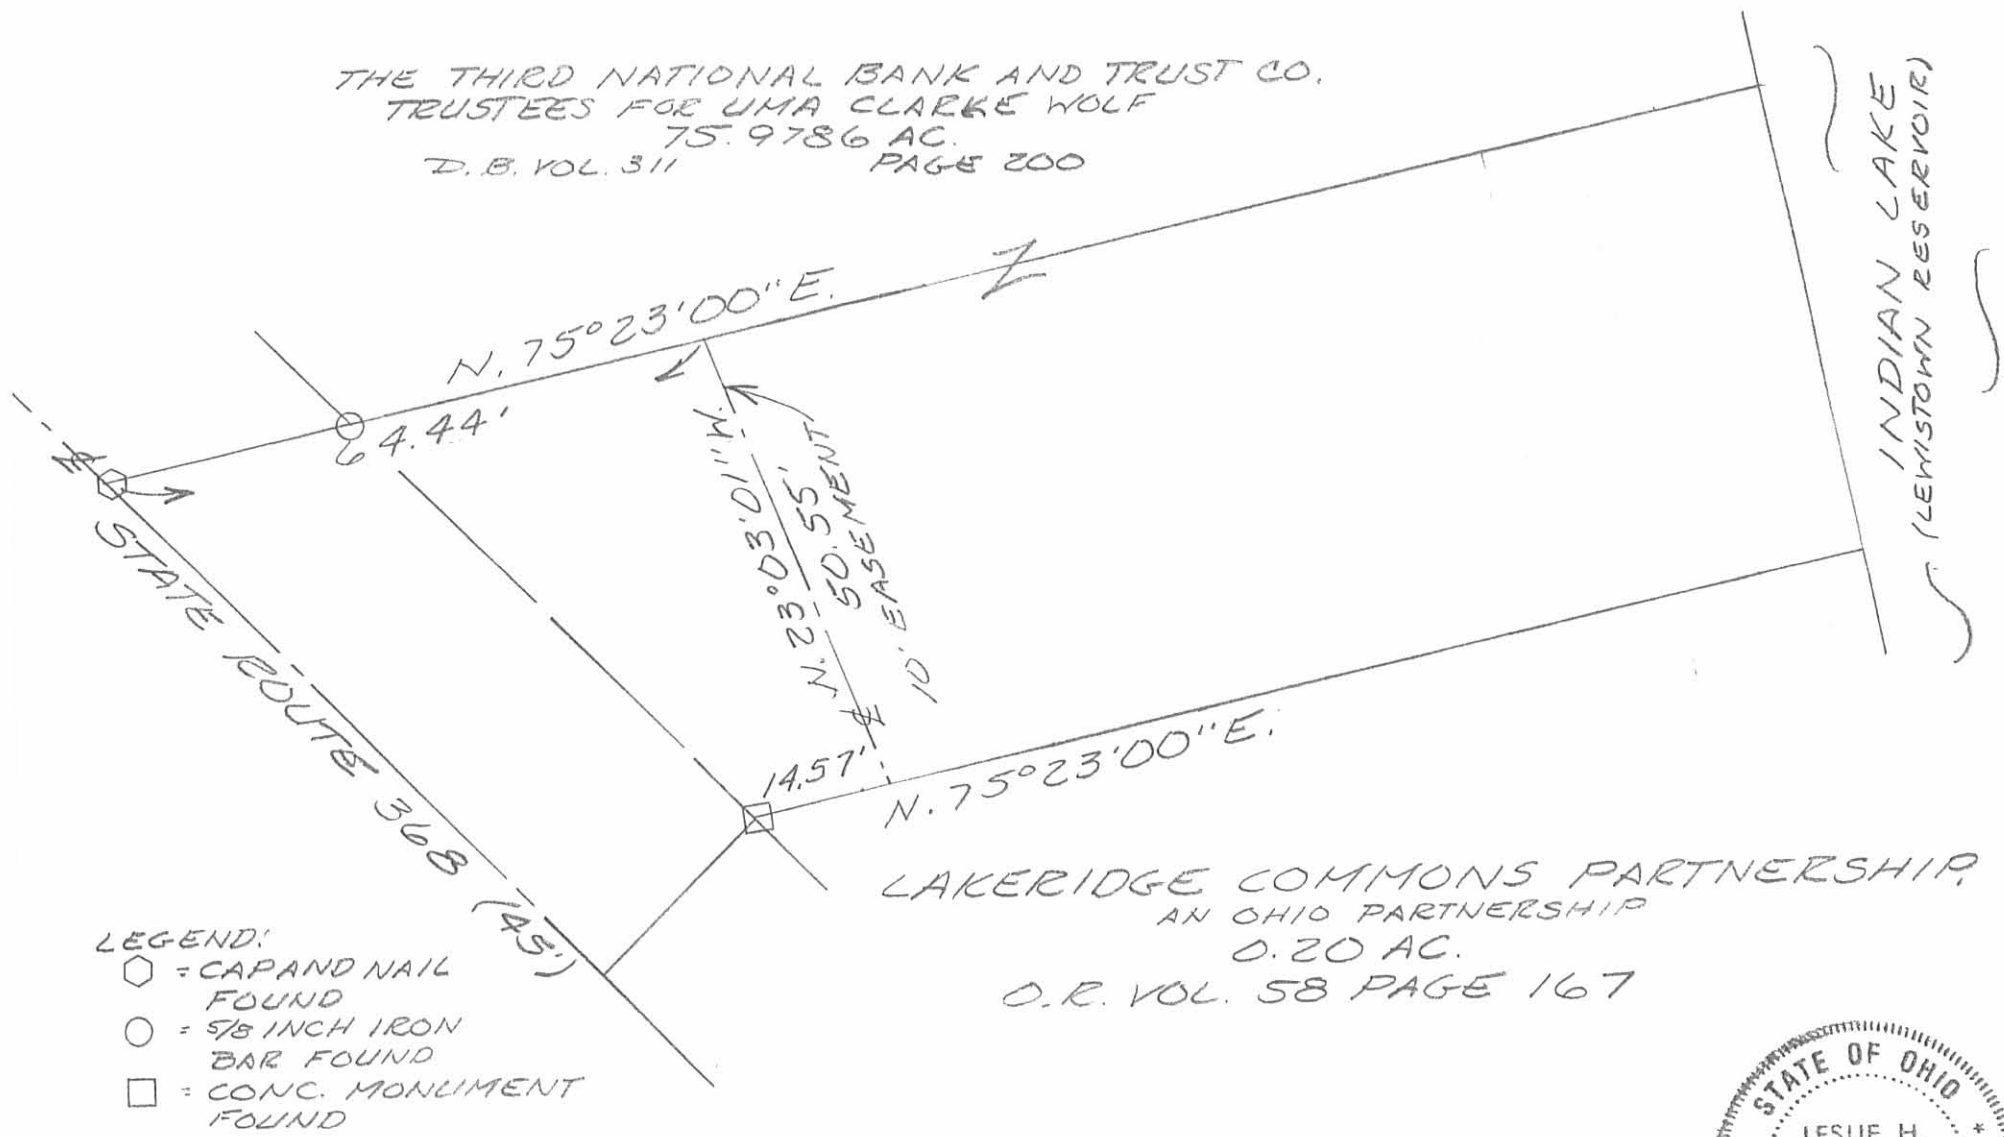 THE THIRD NATIONAL BANK AND TRUST CO.
TRUSTEES FOR UMA CLARKE WOLF
75.9786 AC.
D.B. VOL. 311 PAGE 200
INDIAN LAKE
(LEWISTOWN RESERVOIR)
N. 75°23'00"E.
64.44'
N. 23°03'01"W.
50.55'
10' EASEMENT
STATE ROUTE 368 (45')
14.57'
N. 75°23'00"E.
LAKERIDGE COMMONS PARTNERSHIP,
AN OHIO PARTNERSHIP
0.20 AC.
O.R. VOL. 58 PAGE 167
LEGEND:
= CAP AND NAIL
FOUND
= 5/8 INCH IRON
BAR FOUND
= CONC. MONUMENT
FOUND
STATE OF OHIO
LESLIE H.